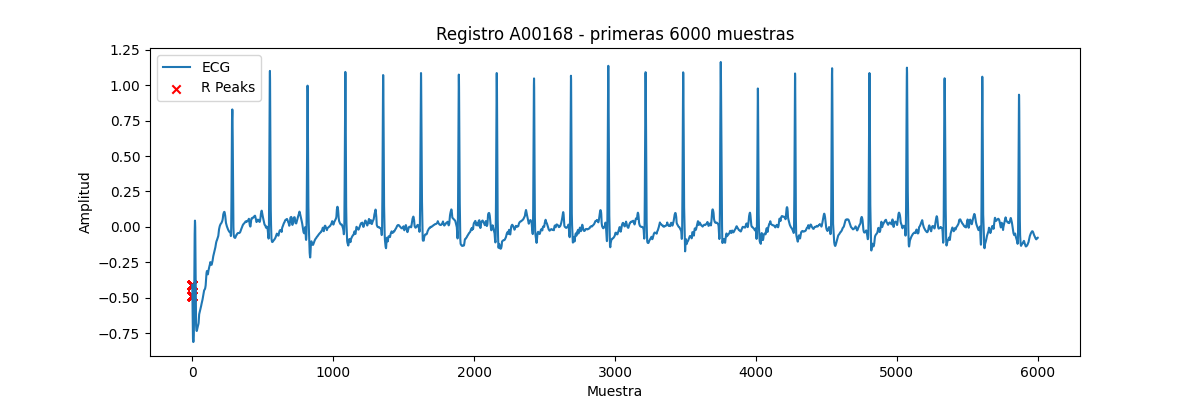 Registro A00168 - primeras 6000 muestras
ECG
R Peaks
Amplitud
1.25
1.00
0.75
0.50
0.25
0.00
−0.25
−0.50
−0.75
0 1000 2000 3000 4000 5000 6000
Muestra